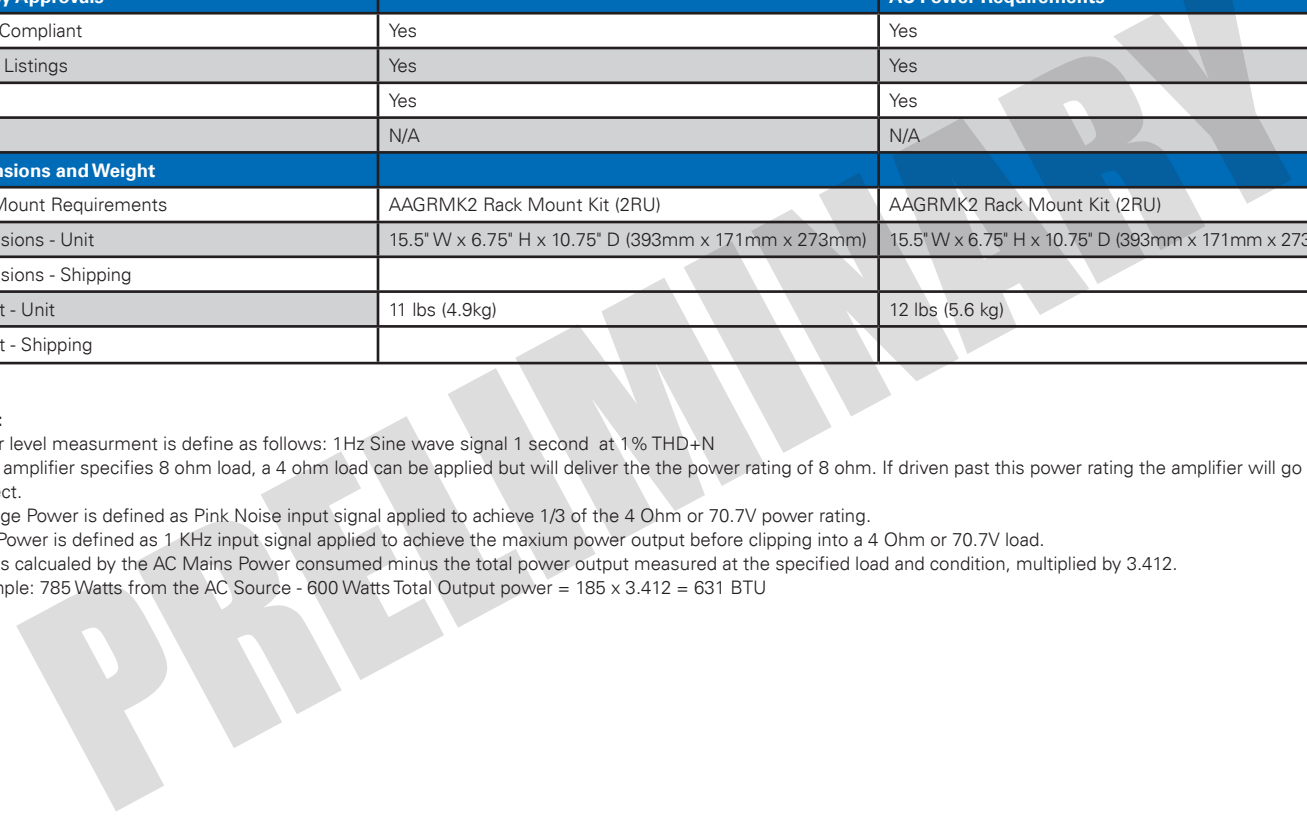 y Approvals AC Power Requirements
Compliant Yes Yes
Listings Yes Yes
Yes Yes
N/A N/A
nsions and Weight
Mount Requirements AAGRMK2 Rack Mount Kit (2RU) AAGRMK2 Rack Mount Kit (2RU)
sions - Unit 15.5" W x 6.75" H x 10.75" D (393mm x 171mm x 273mm) 15.5" W x 6.75" H x 10.75" D (393mm x 171mm x 273
sions - Shipping
t - Unit 11 lbs (4.9kg) 12 lbs (5.6 kg)
t - Shipping
:
r level measurment is define as follows: 1Hz Sine wave signal 1 second at 1% THD+N
amplifier specifies 8 ohm load, a 4 ohm load can be applied but will deliver the the power rating of 8 ohm. If driven past this power rating the amplifier will go
ect.
ge Power is defined as Pink Noise input signal applied to achieve 1/3 of the 4 Ohm or 70.7V power rating.
Power is defined as 1 KHz input signal applied to achieve the maxium power output before clipping into a 4 Ohm or 70.7V load.
s calcualed by the AC Mains Power consumed minus the total power output measured at the specified load and condition, multiplied by 3.412.
mple: 785 Watts from the AC Source - 600 Watts Total Output power = 185 x 3.412 = 631 BTU
PRELIMINARY